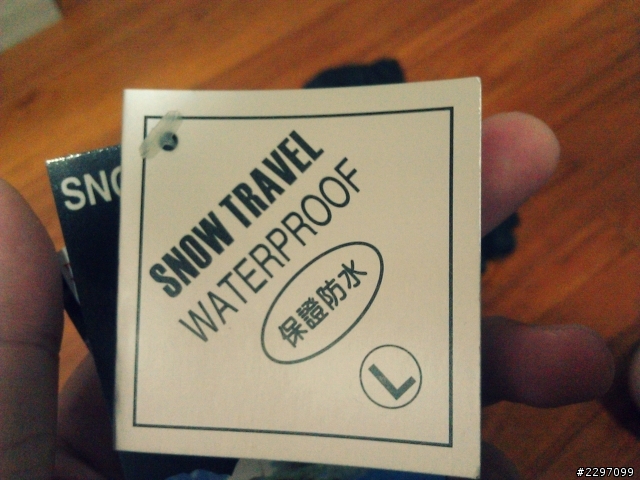 SNOW TRAVEL
WATERPROOF
保證防水
L
SNO
#2297099